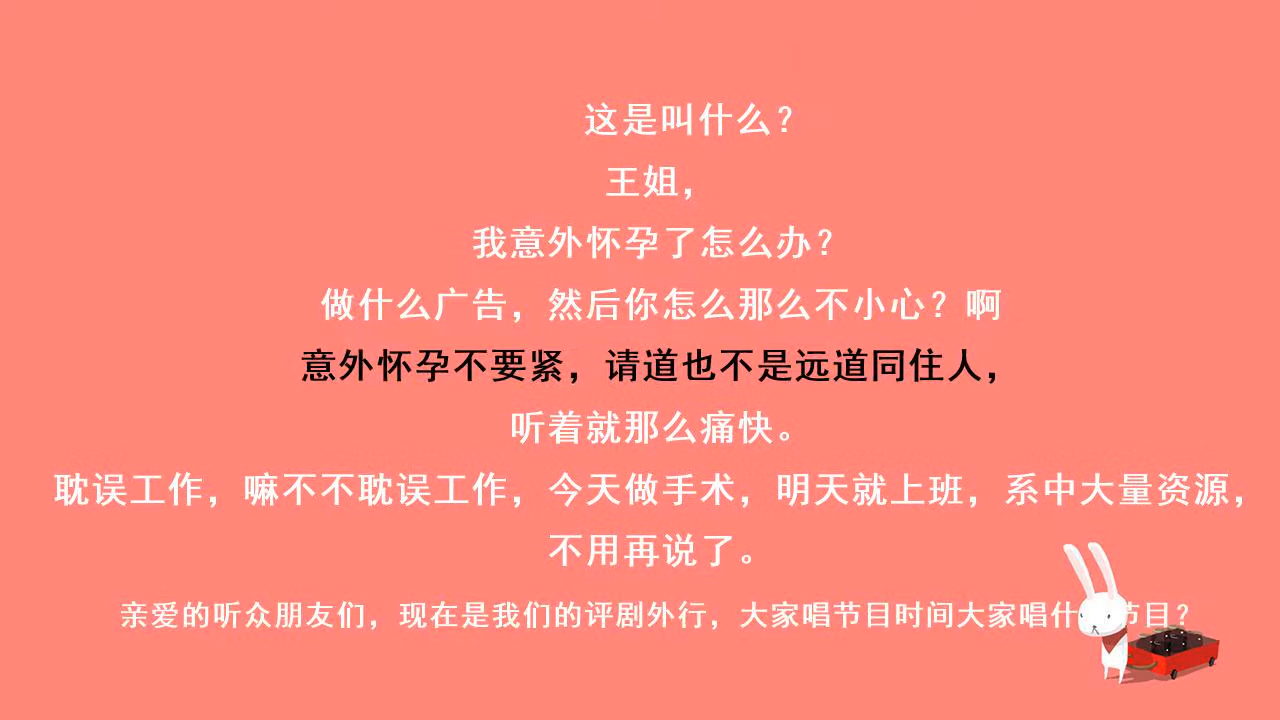 这是叫什么?
王姐,
我意外怀孕了怎么办?
做什么广告,然后你怎么那么不小心?啊
意外怀孕不要紧,请道也不是远道同住人,
听着就那么痛快。
耽误工作,嘛不不耽误工作,今天做手术,明天就上班,系中大量资源,
不用再说了。
亲爱的听众朋友们,现在是我们的评剧外行,大家唱节目时间大家唱什节目?